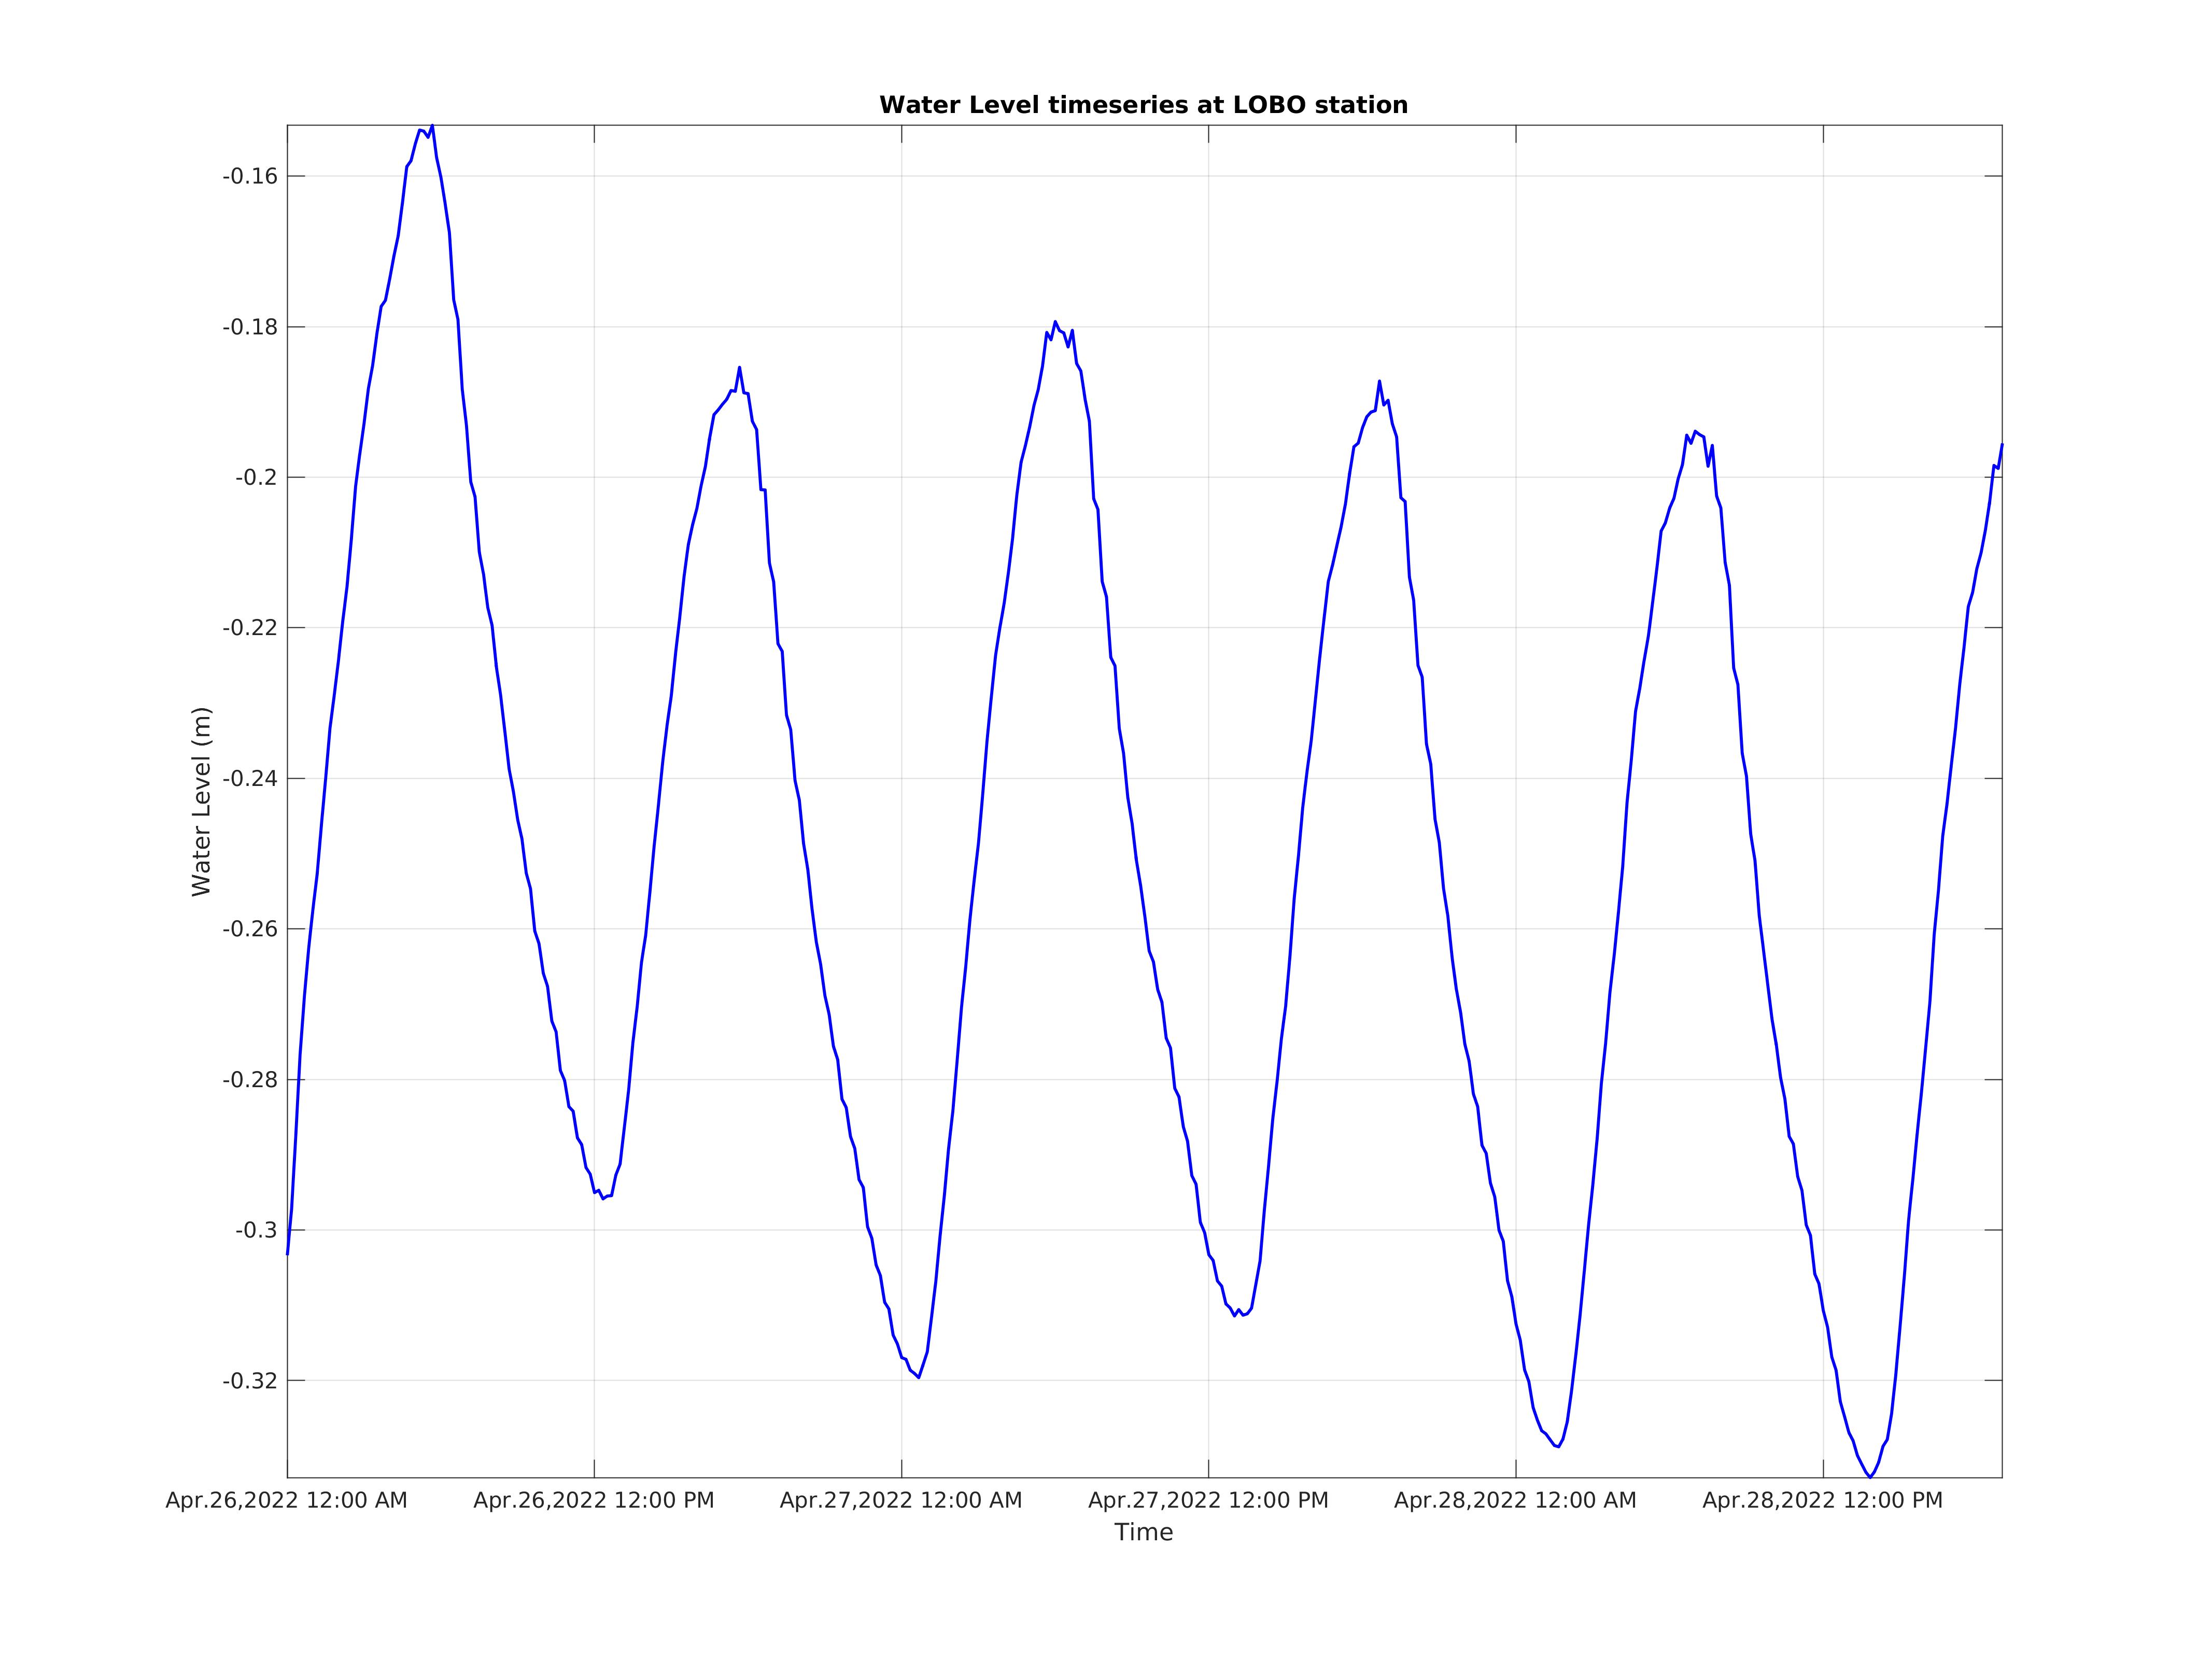 Water Level timeseries at LOBO station
-0.16
-0.18
-0.2
-0.22
-0.24
-0.26
-0.28
-0.3
-0.32
Water Level (m)
Apr.26,2022 12:00 AM
Apr.26,2022 12:00 PM
Apr.27,2022 12:00 AM
Apr.27,2022 12:00 PM
Apr.28,2022 12:00 AM
Apr.28,2022 12:00 PM
Time